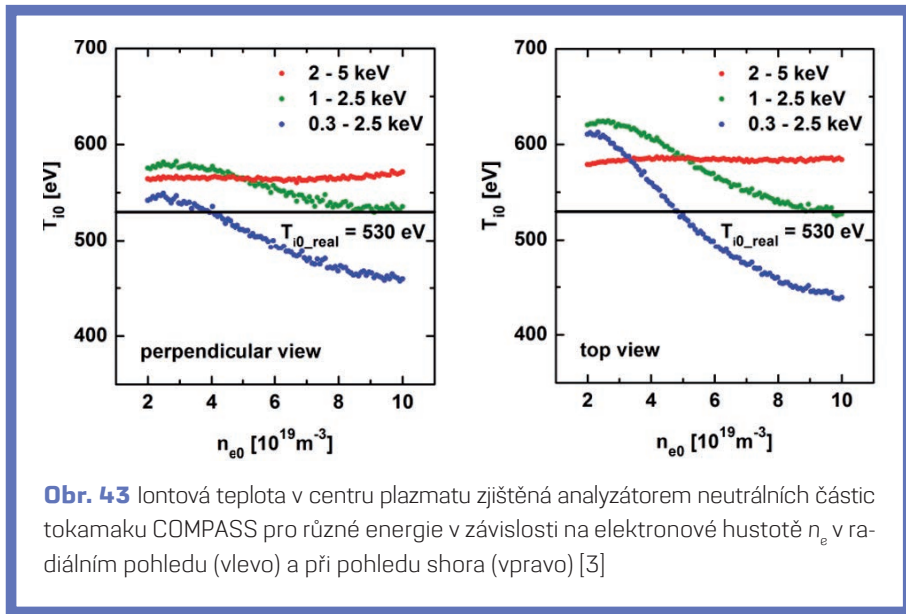 700
600
500
400
T_i0 [eV]
2 - 5 keV
1 - 2.5 keV
0.3 - 2.5 keV
T_i0_real = 530 eV
perpendicular view
2 4 6 8 10
n_e0 [10^19 m^-3]
700
600
500
400
T_i0 [eV]
2 - 5 keV
1 - 2.5 keV
0.3 - 2.5 keV
T_i0_real = 530 eV
top view
2 4 6 8 10
n_e0 [10^19 m^-3]
Obr. 43 Iontová teplota v centru plazmatu zjištěná analyzátorem neutrálních částic
tokamaku COMPASS pro různé energie v závislosti na elektronové hustotě n_e v ra-
diálním pohledu (vlevo) a při pohledu shora (vpravo) [3]